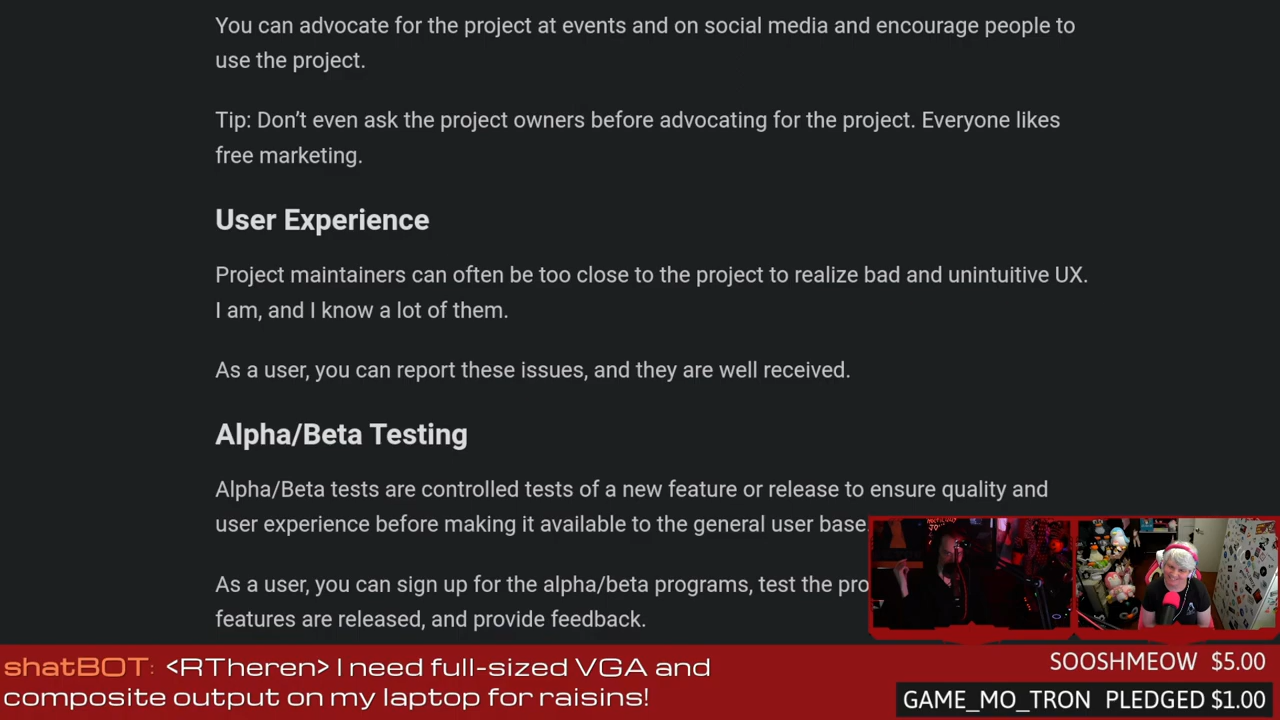 You can advocate for the project at events and on social media and encourage people to
use the project.
Tip: Don’t even ask the project owners before advocating for the project. Everyone likes
free marketing.
User Experience
Project maintainers can often be too close to the project to realize bad and unintuitive UX.
I am, and I know a lot of them.
As a user, you can report these issues, and they are well received.
Alpha/Beta Testing
Alpha/Beta tests are controlled tests of a new feature or release to ensure quality and
user experience before making it available to the general user base
As a user, you can sign up for the alpha/beta programs, test the pro
features are released, and provide feedback.
shatBOT: <RTheren> I need full-sized VGA and
composite output on my laptop for raisins!
SOOSHMEOW $5.00
GAME_MO_TRON PLEDGED $1.00